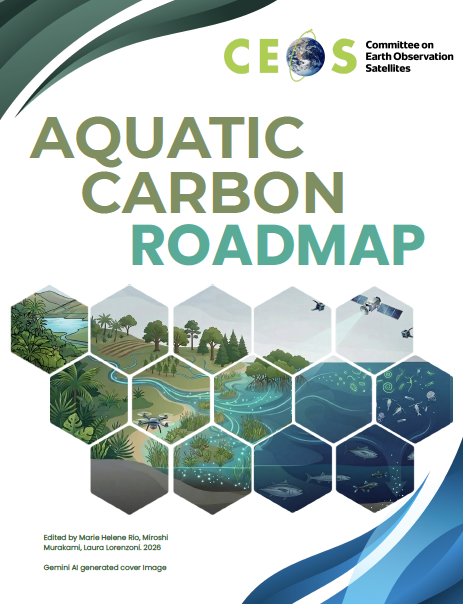 CEOS
Committee on
Earth Observation
Satellites
AQUATIC
CARBON
ROADMAP
Edited by Marie Helene Rio, Miroshi
Murakami, Laura Lorenzoni. 2026
Gemini AI generated cover Image